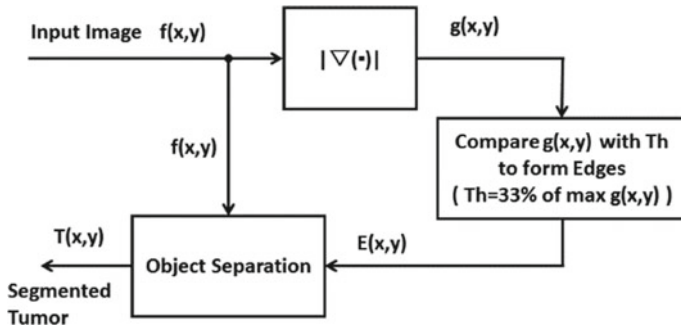 Input Image f(x,y)
|▽(▪)|
g(x,y)
f(x,y)
Compare g(x,y) with Th
to form Edges
( Th=33% of max g(x,y) )
T(x,y)
Object Separation
E(x,y)
Segmented
Tumor